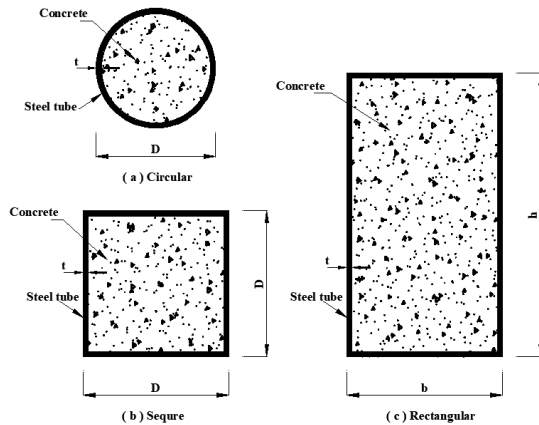 Concrete
t
Steel tube
D
( a ) Circular
Concrete
t
Steel tube
D
D
( b ) Sequre
Concrete
t
Steel tube
h
b
( c ) Rectangular